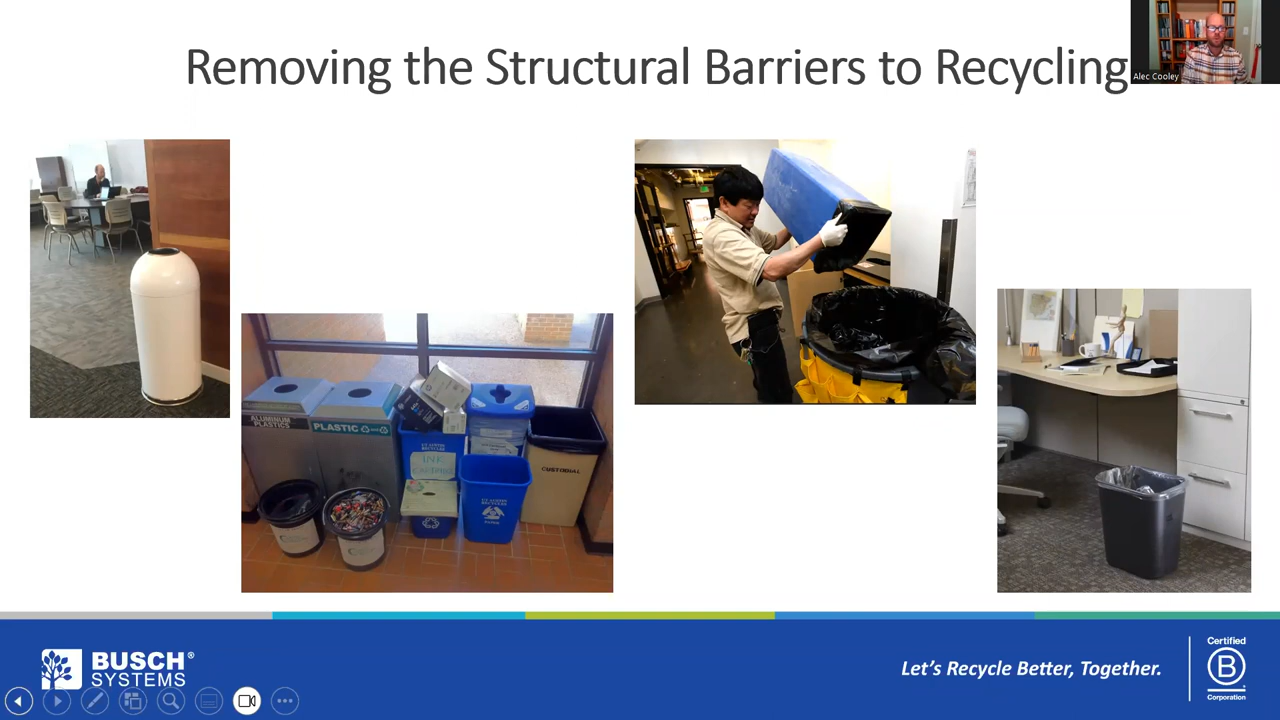 Removing the Structural Barriers to Recycling
Alec Cooley
ALUMINUM
PLASTICS
PLASTIC
INK
CUSTODIAL
BUSCH®
SYSTEMS
Let's Recycle Better, Together.
Certified
B
Corporation